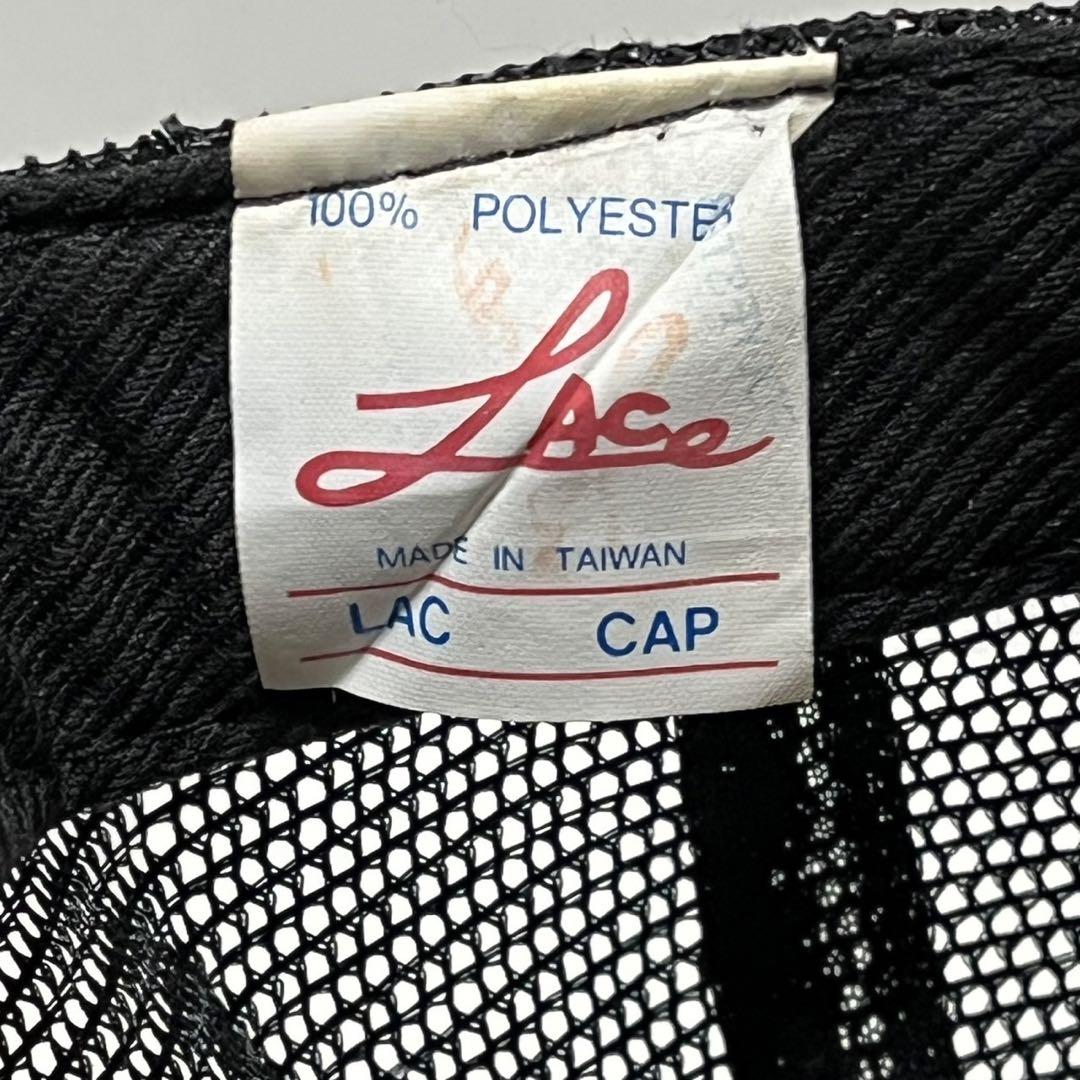 100% POLYESTER
LACe
MADE IN TAIWAN
LAC CAP